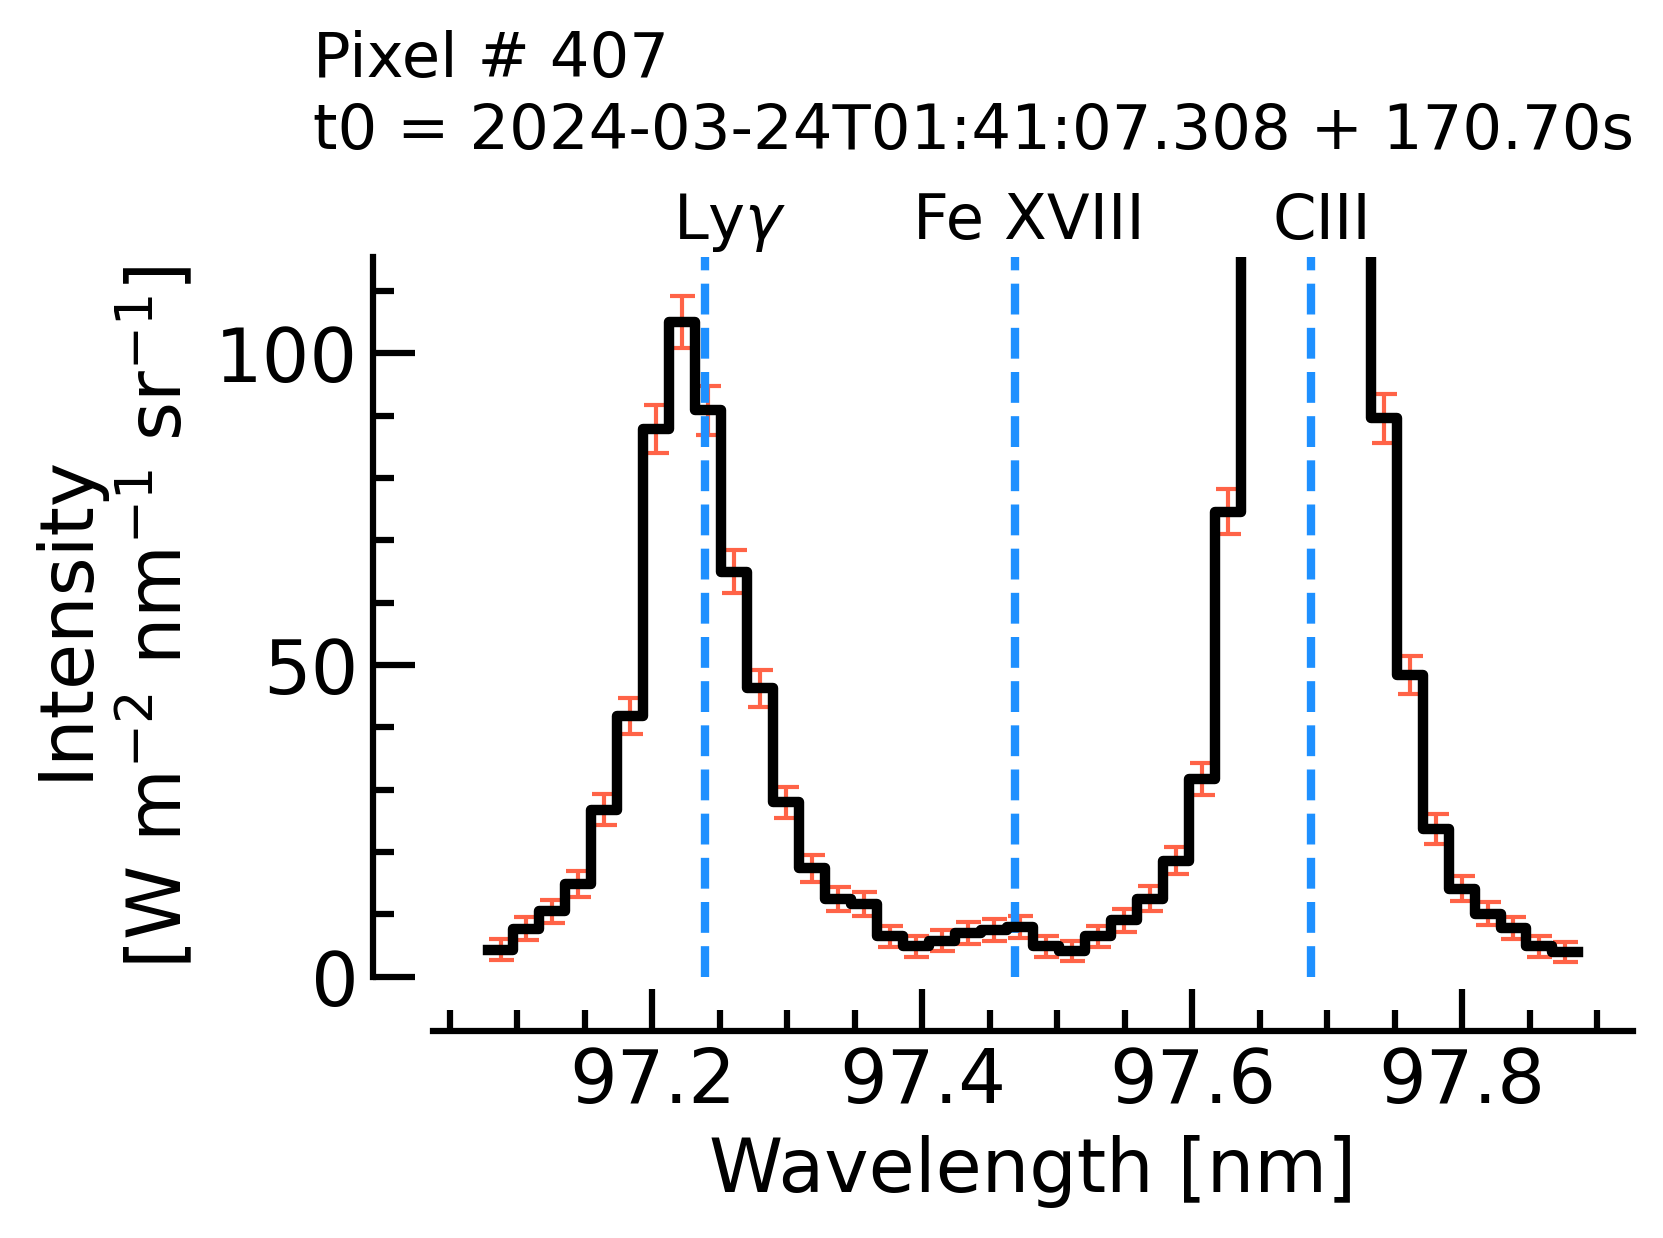 Pixel # 407
t0 = 2024-03-24T01:41:07.308 + 170.70s
Lyγ Fe XVIII CIII
Intensity
[W m⁻² nm⁻¹ sr⁻¹]
100
50
0
97.2 97.4 97.6 97.8
Wavelength [nm]